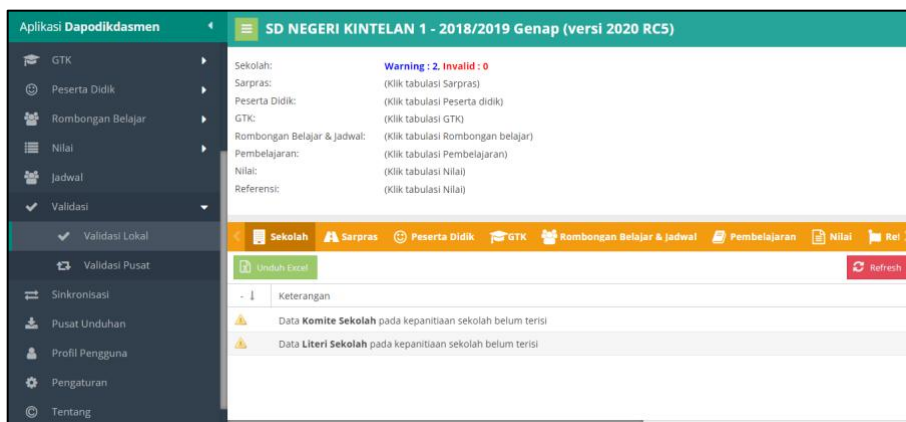 Aplikasi Dapodikdasmen
GTK
Peserta Didik
Rombongan Belajar
Nilai
Jadwal
Validasi
Validasi Lokal
Validasi Pusat
Sinkronisasi
Pusat Unduhan
Profil Pengguna
Pengaturan
Tentang
SD NEGERI KINTELAN 1 - 2018/2019 Genap (versi 2020 RC5)
Sekolah: Warning : 2, Invalid : 0
Sarpras: (Klik tabulasi Sarpras)
Peserta Didik: (Klik tabulasi Peserta didik)
GTK: (Klik tabulasi GTK)
Rombongan Belajar & Jadwal: (Klik tabulasi Rombongan belajar)
Pembelajaran: (Klik tabulasi Pembelajaran)
Nilai: (Klik tabulasi Nilai)
Referensi: (Klik tabulasi Nilai)
Sekolah Sarpras Peserta Didik GTK Rombongan Belajar & Jadwal Pembelajaran Nilai
Unduh Excel Refresh
- Keterangan
Data Komite Sekolah pada kepanitiaan sekolah belum terisi
Data Literi Sekolah pada kepanitiaan sekolah belum terisi